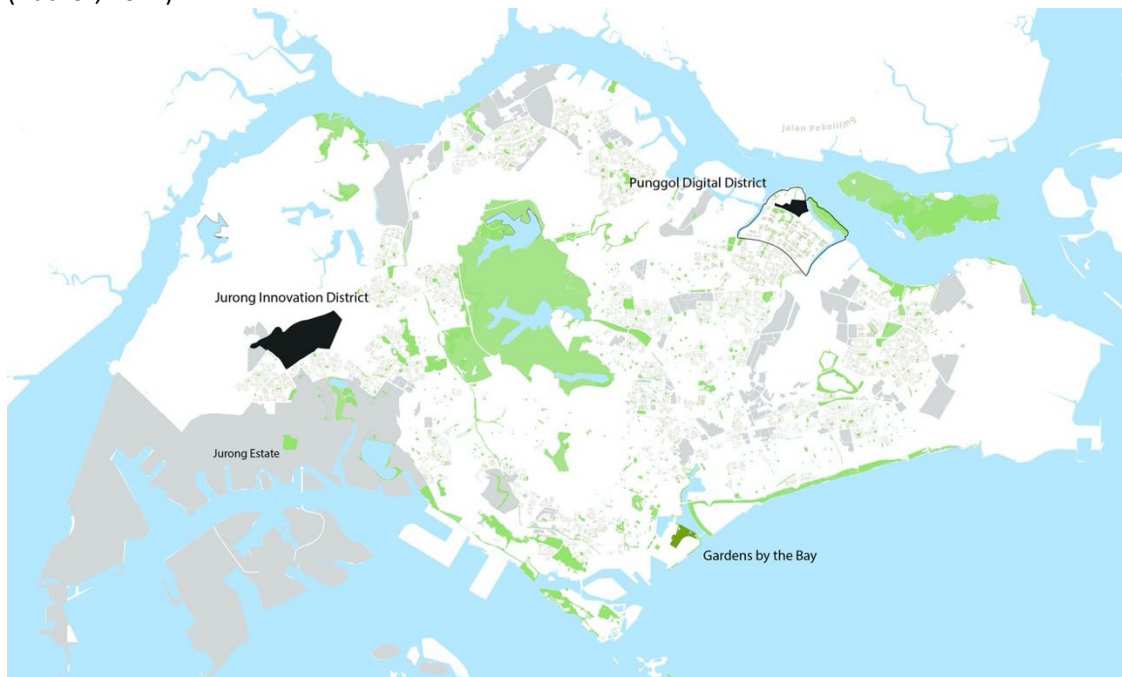 Jalan Pekeliling
Punggol Digital District
Jurong Innovation District
Jurong Estate
Gardens by the Bay